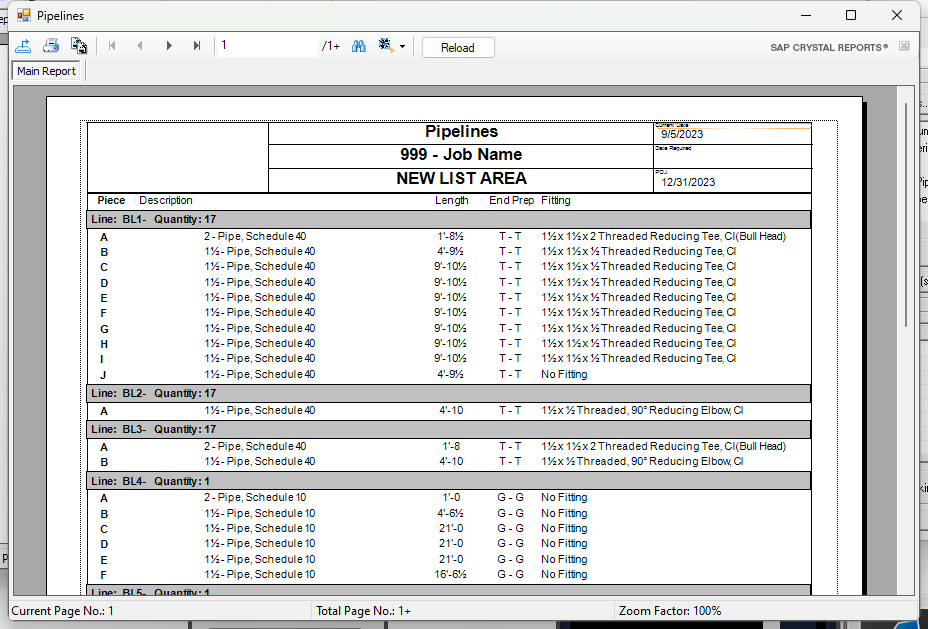 Pipelines
1 /1+ Reload SAP CRYSTAL REPORTS®
Main Report
Pipelines
Current Date
9/5/2023
999 - Job Name
Date Required
NEW LIST AREA
12/31/2023
Piece Description Length End Prep Fitting
Line: BL1- Quantity: 17
A 2 - Pipe, Schedule 40 1'-8½ T - T 1½ x 1½ x 2 Threaded Reducing Tee, CI (Bull Head)
B 1½ - Pipe, Schedule 40 4'-9½ T - T 1½ x 1½ x ½ Threaded Reducing Tee, CI
C 1½ - Pipe, Schedule 40 9'-10½ T - T 1½ x 1½ x ½ Threaded Reducing Tee, CI
D 1½ - Pipe, Schedule 40 9'-10½ T - T 1½ x 1½ x ½ Threaded Reducing Tee, CI
E 1½ - Pipe, Schedule 40 9'-10½ T - T 1½ x 1½ x ½ Threaded Reducing Tee, CI
F 1½ - Pipe, Schedule 40 9'-10½ T - T 1½ x 1½ x ½ Threaded Reducing Tee, CI
G 1½ - Pipe, Schedule 40 9'-10½ T - T 1½ x 1½ x ½ Threaded Reducing Tee, CI
H 1½ - Pipe, Schedule 40 9'-10½ T - T 1½ x 1½ x ½ Threaded Reducing Tee, CI
I 1½ - Pipe, Schedule 40 9'-10½ T - T 1½ x 1½ x ½ Threaded Reducing Tee, CI
J 1½ - Pipe, Schedule 40 4'-9½ T - T No Fitting
Line: BL2- Quantity: 17
A 1½ - Pipe, Schedule 40 4'-10 T - T 1½ x ½ Threaded, 90° Reducing Elbow, CI
Line: BL3- Quantity: 17
A 2 - Pipe, Schedule 40 1'-8 T - T 1½ x 1½ x 2 Threaded Reducing Tee, CI (Bull Head)
B 1½ - Pipe, Schedule 40 4'-10 T - T 1½ x ½ Threaded, 90° Reducing Elbow, CI
Line: BL4- Quantity: 1
A 2 - Pipe, Schedule 10 1'-0 G - G No Fitting
B 1½ - Pipe, Schedule 10 4'-6½ G - G No Fitting
C 1½ - Pipe, Schedule 10 21'-0 G - G No Fitting
D 1½ - Pipe, Schedule 10 21'-0 G - G No Fitting
E 1½ - Pipe, Schedule 10 21'-0 G - G No Fitting
F 1½ - Pipe, Schedule 10 16'-6½ G - G No Fitting
Line: BL5- Quantity: 1
Current Page No.: 1 Total Page No.: 1+ Zoom Factor: 100%